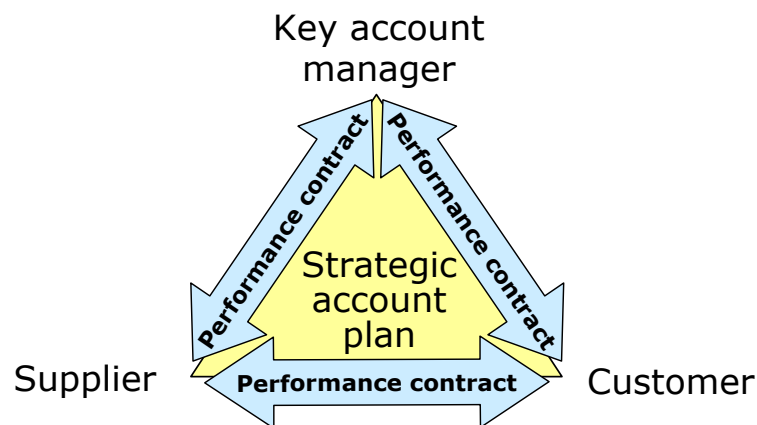 Key account
manager
Performance contract
Performance contract
Strategic
account
plan
Supplier
Performance contract
Customer